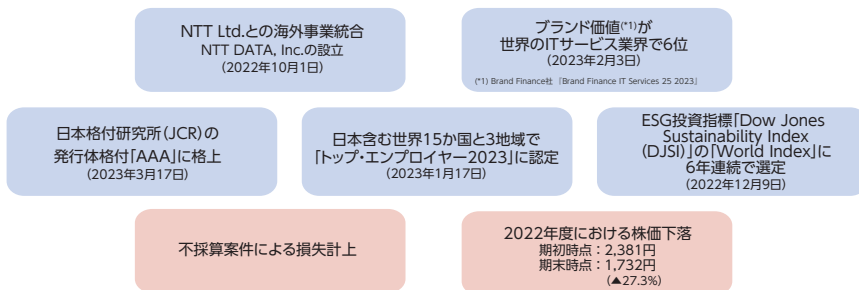 NTT Ltd.との海外事業統合
NTT DATA, Inc.の設立
(2022年10月1日)
ブランド価値(*1)が
世界のITサービス業界で6位
(2023年2月3日)
(*1) Brand Finance社 「Brand Finance IT Services 25 2023」
日本格付研究所(JCR)の
発行体格付「AAA」に格上
(2023年3月17日)
日本含む世界15か国と3地域で
「トップ・エンプロイヤー2023」に認定
(2023年1月17日)
ESG投資指標「Dow Jones
Sustainability Index
(DJSI)」の「World Index」に
6年連続で選定
(2022年12月9日)
不採算案件による損失計上
2022年度における株価下落
期初時点：2,381円
期末時点：1,732円
(▲27.3%)